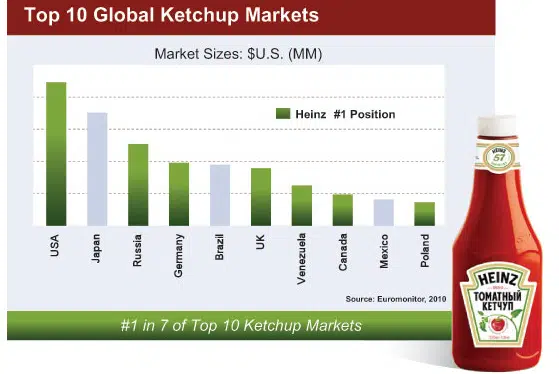 Top 10 Global Ketchup Markets
Market Sizes: $U.S. (MM)
Heinz #1 Position
USA
Japan
Russia
Germany
Brazil
UK
Venezuela
Canada
Mexico
Poland
Source: Euromonitor, 2010
#1 in 7 of Top 10 Ketchup Markets
HEINZ
57
HEINZ
ТОМАТНЫЙ
КЕТЧУП